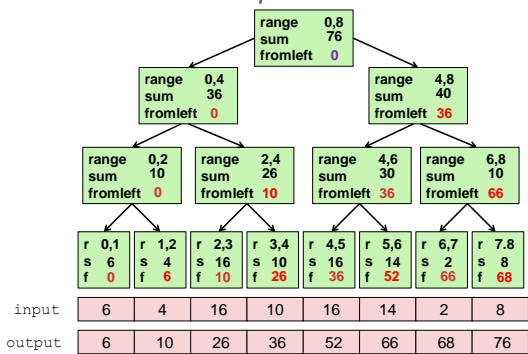 range 0,8
sum 76
fromleft 0
range 0,4
sum 36
fromleft 0
range 4,8
sum 40
fromleft 36
range 0,2
sum 10
fromleft 0
range 2,4
sum 26
fromleft 10
range 4,6
sum 30
fromleft 36
range 6,8
sum 10
fromleft 66
r 0,1
s 6
f 0
r 1,2
s 4
f 6
r 2,3
s 16
f 10
r 3,4
s 10
f 26
r 4,5
s 16
f 36
r 5,6
s 14
f 52
r 6,7
s 2
f 66
r 7.8
s 8
f 68
input 6 4 16 10 16 14 2 8
output 6 10 26 36 52 66 68 76